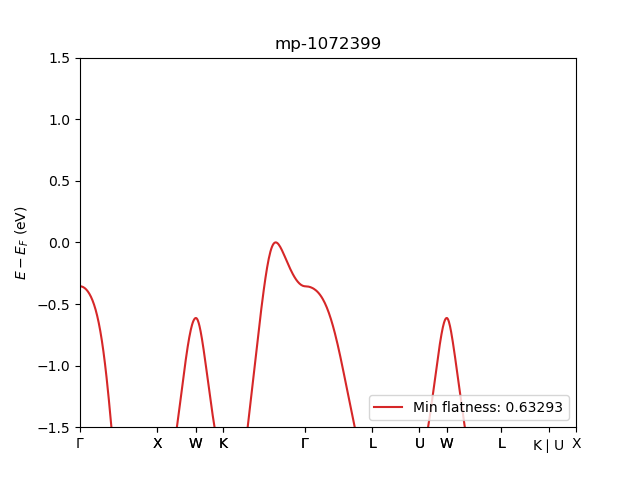 mp-1072399
1.5
1.0
0.5
0.0
−0.5
−1.0
−1.5
E − E_F (eV)
Min flatness: 0.63293
Γ X W K Γ L U W L K | U X